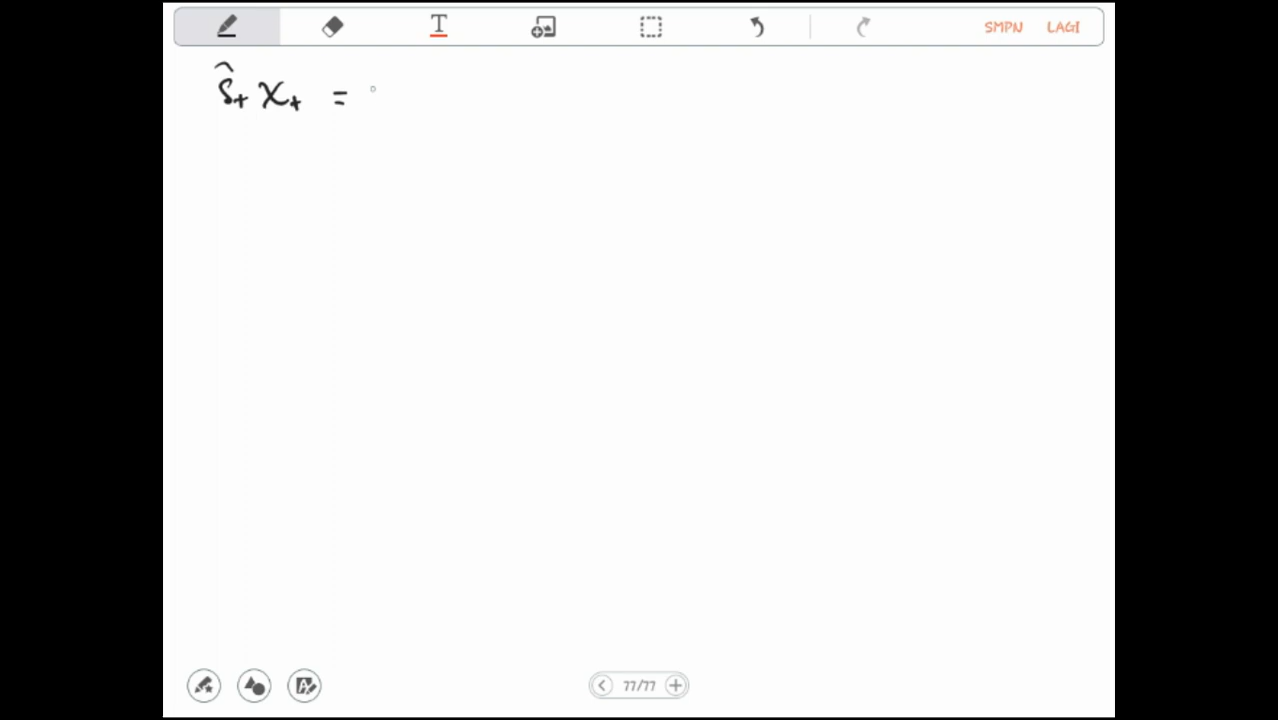 T SMPN LAGI
Ŝ₊ χ₊ =
77/77